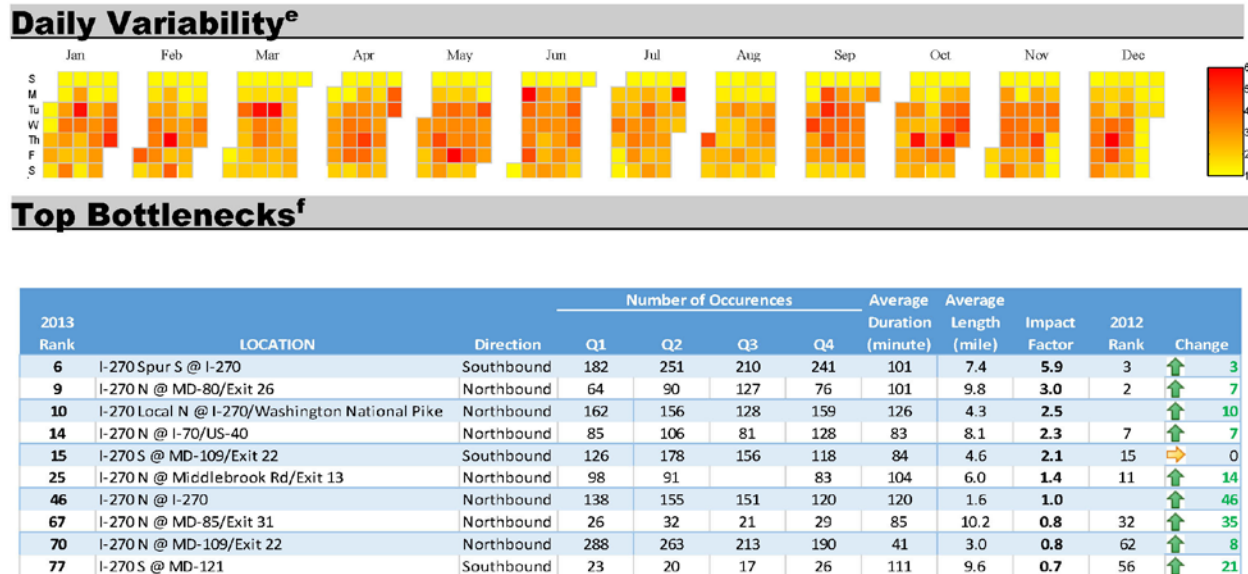 Daily Variabilityᵉ
Jan Feb Mar Apr May Jun Jul Aug Sep Oct Nov Dec
S
M
Tu
W
Th
F
S
6
5
4
3
2
1
Top Bottlenecksᶠ
Number of Occurences Average Average
2013 Duration Length Impact 2012
Rank LOCATION Direction Q1 Q2 Q3 Q4 (minute) (mile) Factor Rank Change
6 I-270 Spur S @ I-270 Southbound 182 251 210 241 101 7.4 5.9 3 3
9 I-270 N @ MD-80/Exit 26 Northbound 64 90 127 76 101 9.8 3.0 2 7
10 I-270 Local N @ I-270/Washington National Pike Northbound 162 156 128 159 126 4.3 2.5 10
14 I-270 N @ I-70/US-40 Northbound 85 106 81 128 83 8.1 2.3 7 7
15 I-270 S @ MD-109/Exit 22 Southbound 126 178 156 118 84 4.6 2.1 15 0
25 I-270 N @ Middlebrook Rd/Exit 13 Northbound 98 91 83 104 6.0 1.4 11 14
46 I-270 N @ I-270 Northbound 138 155 151 120 120 1.6 1.0 46
67 I-270 N @ MD-85/Exit 31 Northbound 26 32 21 29 85 10.2 0.8 32 35
70 I-270 N @ MD-109/Exit 22 Northbound 288 263 213 190 41 3.0 0.8 62 8
77 I-270 S @ MD-121 Southbound 23 20 17 26 111 9.6 0.7 56 21